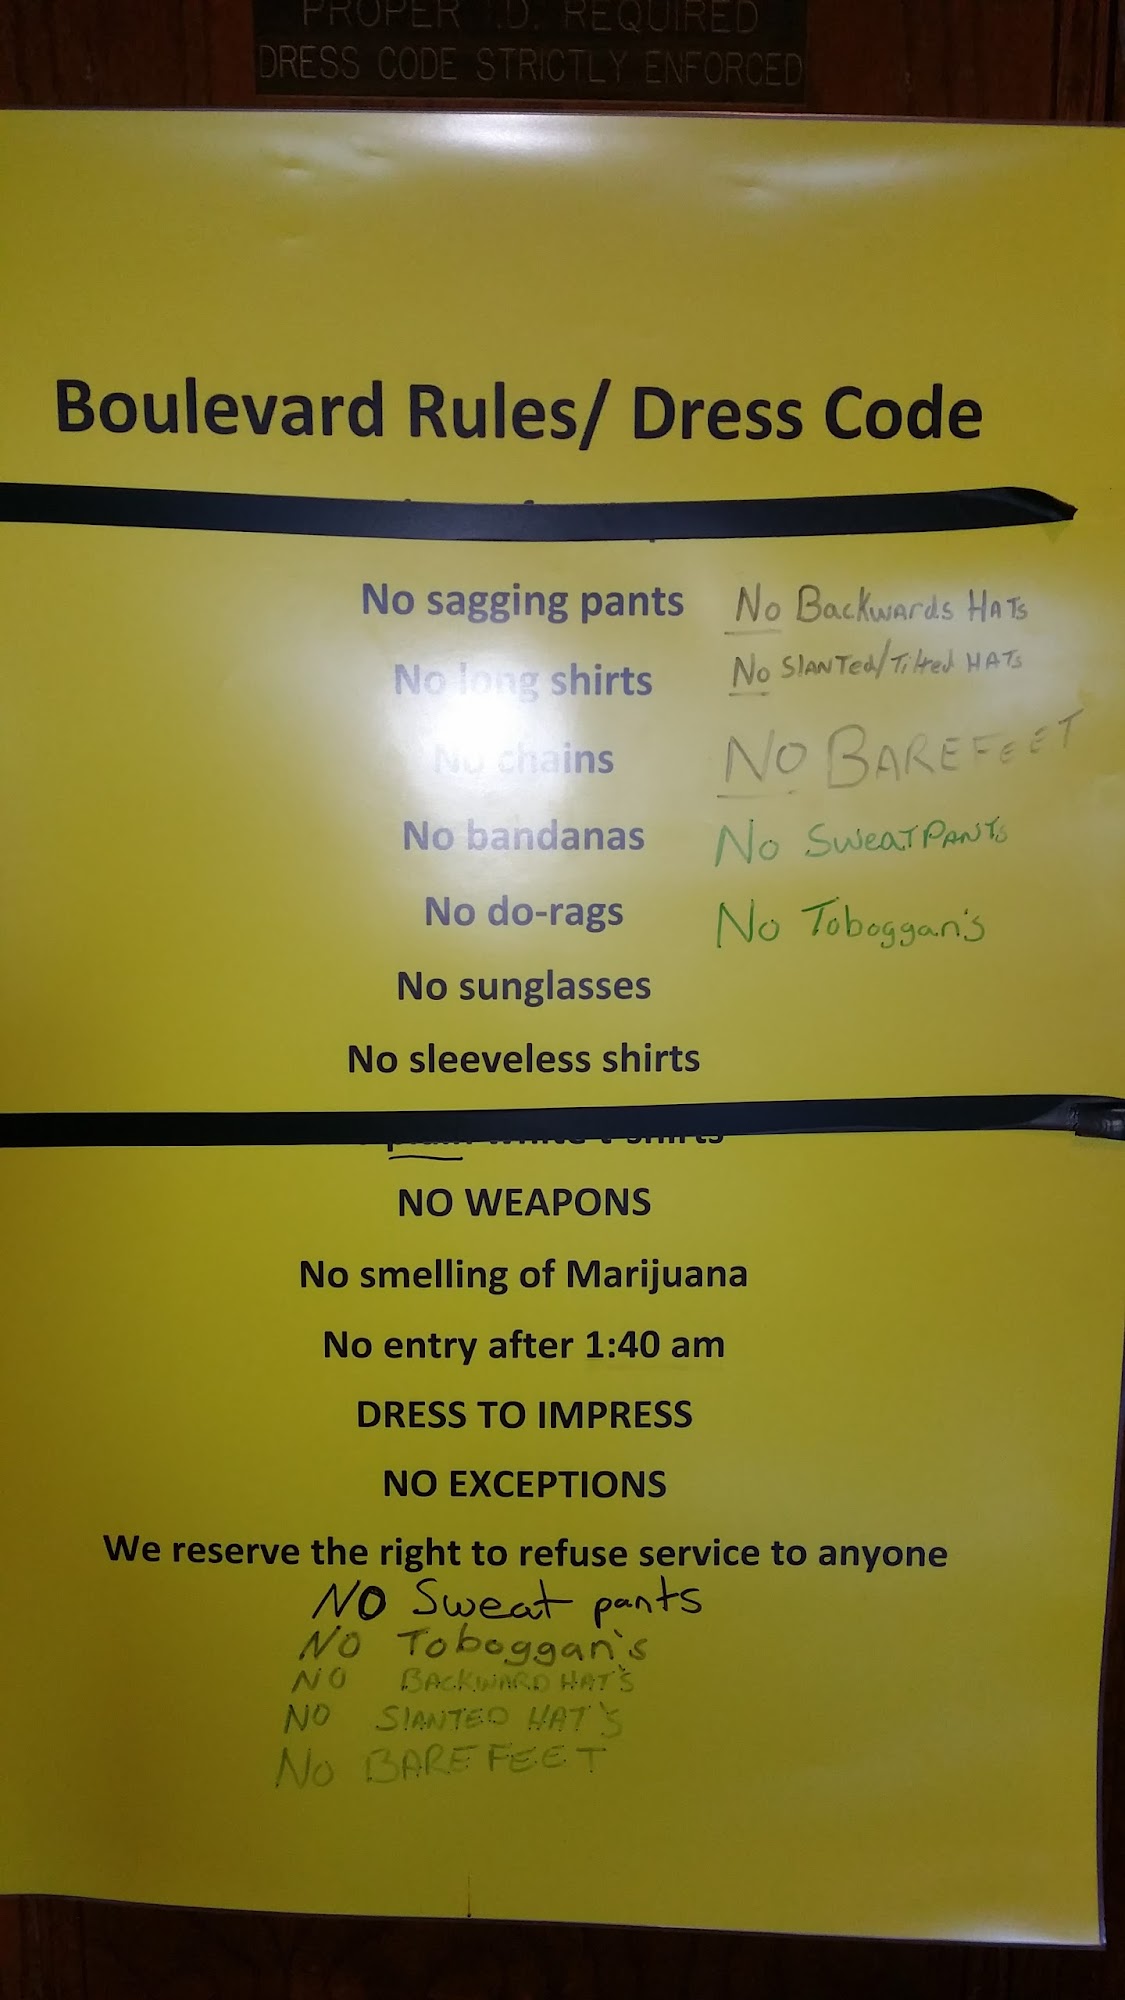 PROPER I.D. REQUIRED
DRESS CODE STRICTLY ENFORCED
Boulevard Rules/ Dress Code
No sagging pants
No long shirts
No chains
No bandanas
No do-rags
No sunglasses
No sleeveless shirts
No Backwards HATs
No SlANTed/Tilted HATs
NO BAREFEET
No SweatPANTs
No Toboggan's
white t-shirts
NO WEAPONS
No smelling of Marijuana
No entry after 1:40 am
DRESS TO IMPRESS
NO EXCEPTIONS
We reserve the right to refuse service to anyone
NO Sweat pants
NO Toboggan's
NO BACKWARD HAT'S
NO SlANTED HAT'S
No BAREFEET